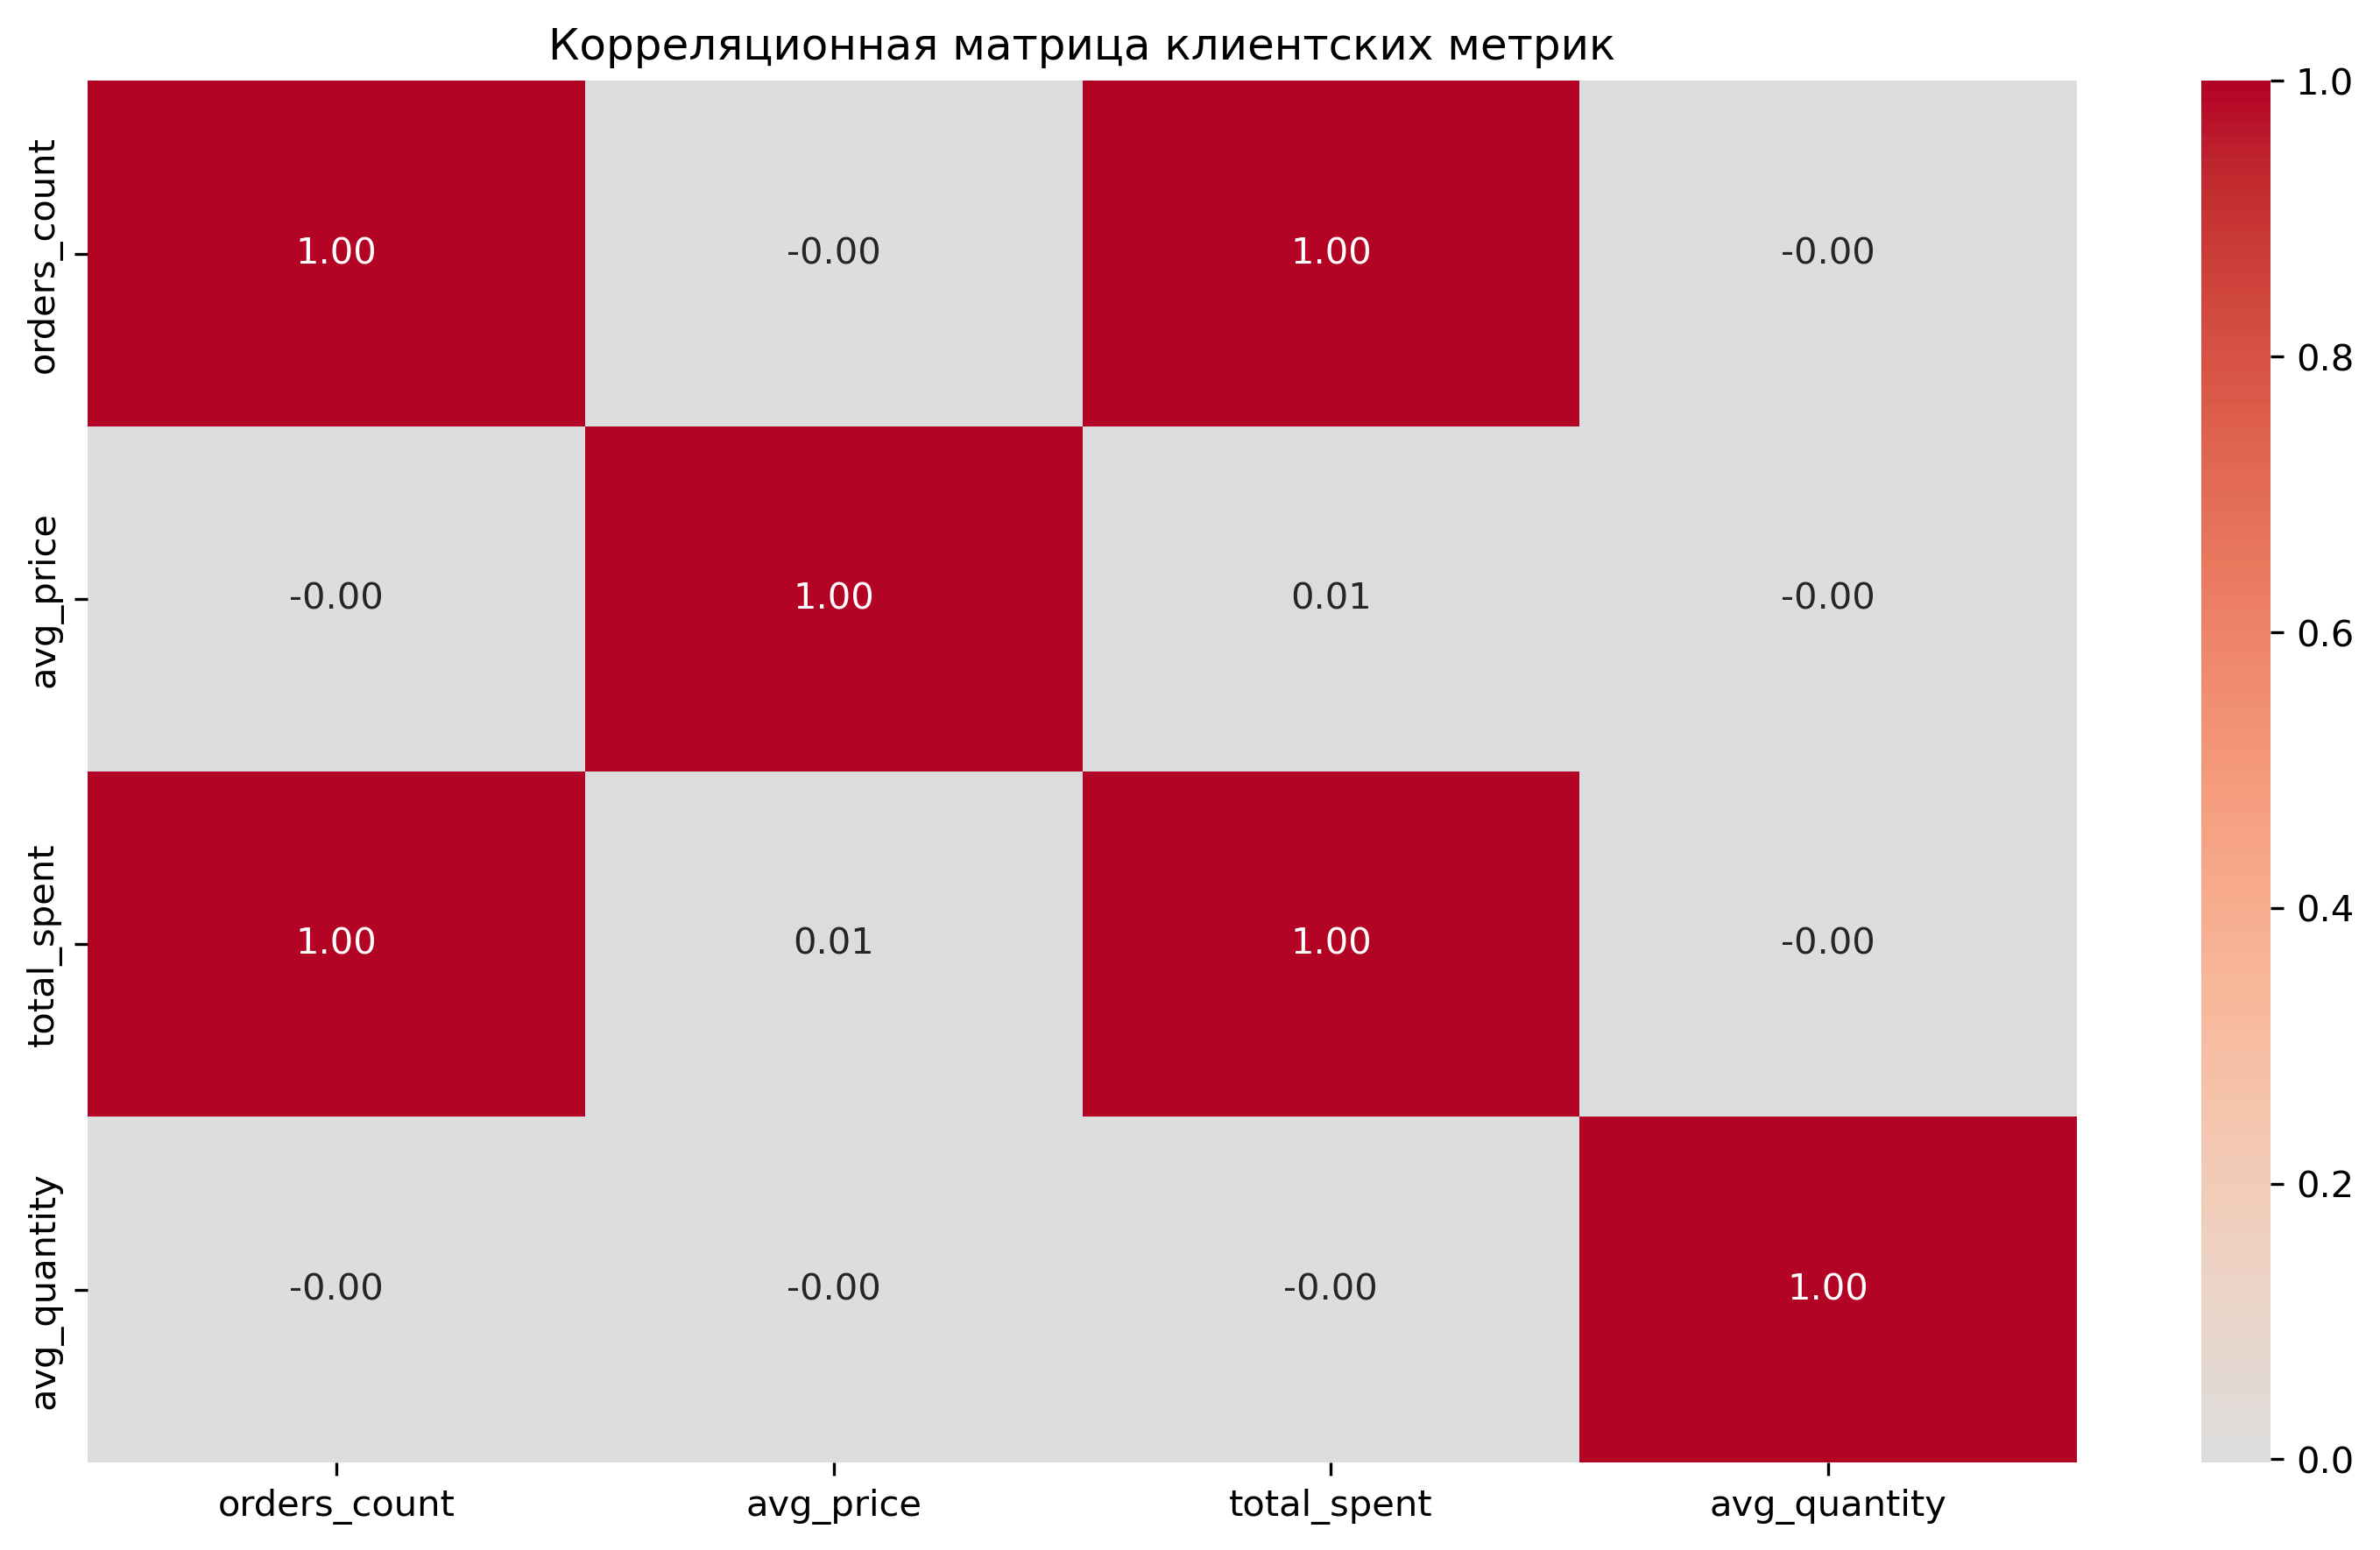 Корреляционная матрица клиентских метрик
orders_count 1.00 -0.00 1.00 -0.00
avg_price -0.00 1.00 0.01 -0.00
total_spent 1.00 0.01 1.00 -0.00
avg_quantity -0.00 -0.00 -0.00 1.00
orders_count avg_price total_spent avg_quantity
1.0
0.8
0.6
0.4
0.2
0.0